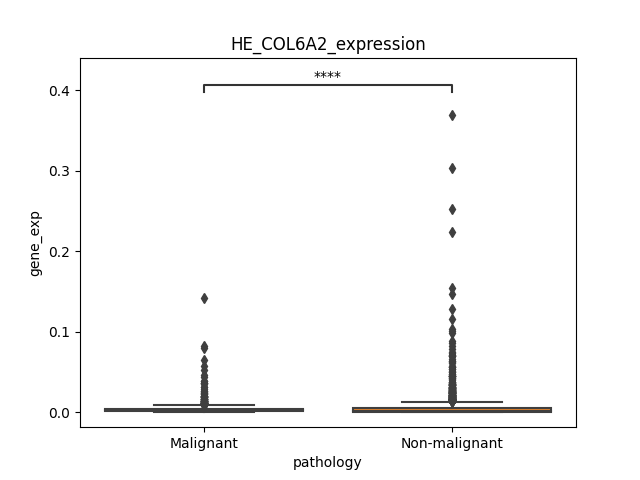 HE_COL6A2_expression
****
0.4
0.3
0.2
0.1
0.0
gene_exp
Malignant
Non-malignant
pathology